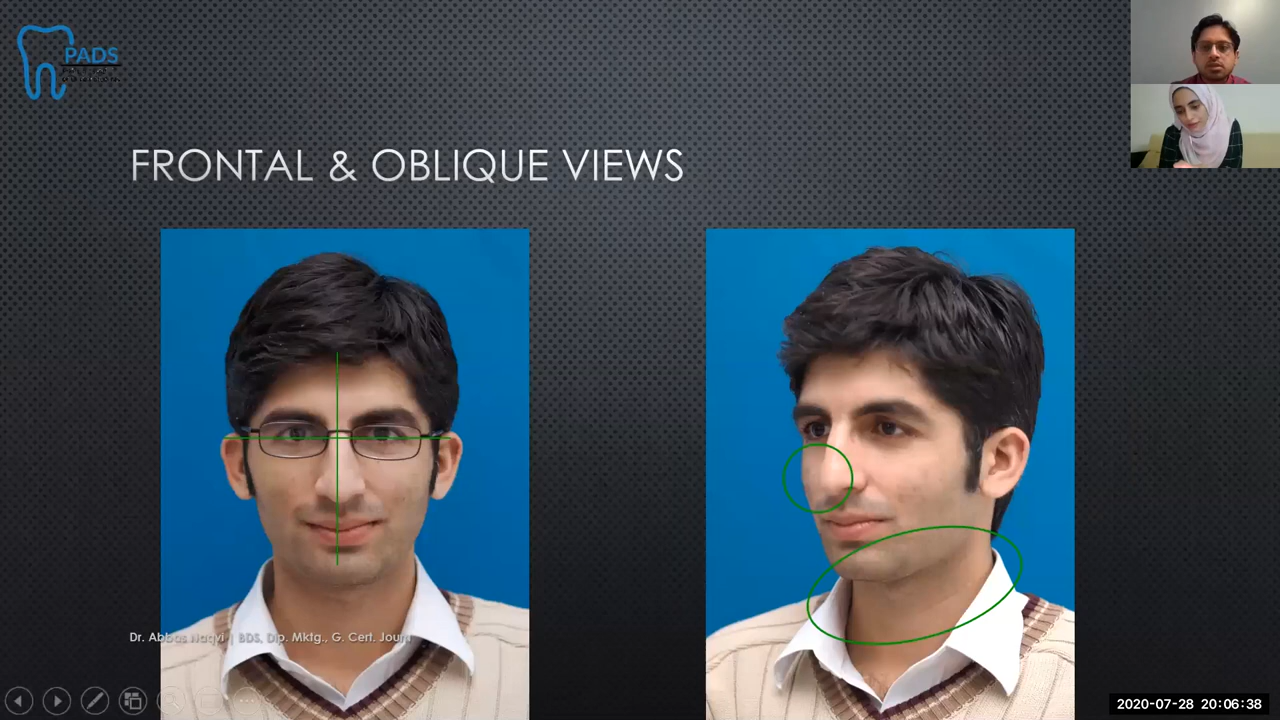 PADS
FRONTAL & OBLIQUE VIEWS
Dr. Abbas Naqvi | BDS, Dip. Mktg., G. Cert. Journ
2020-07-28 20:06:38